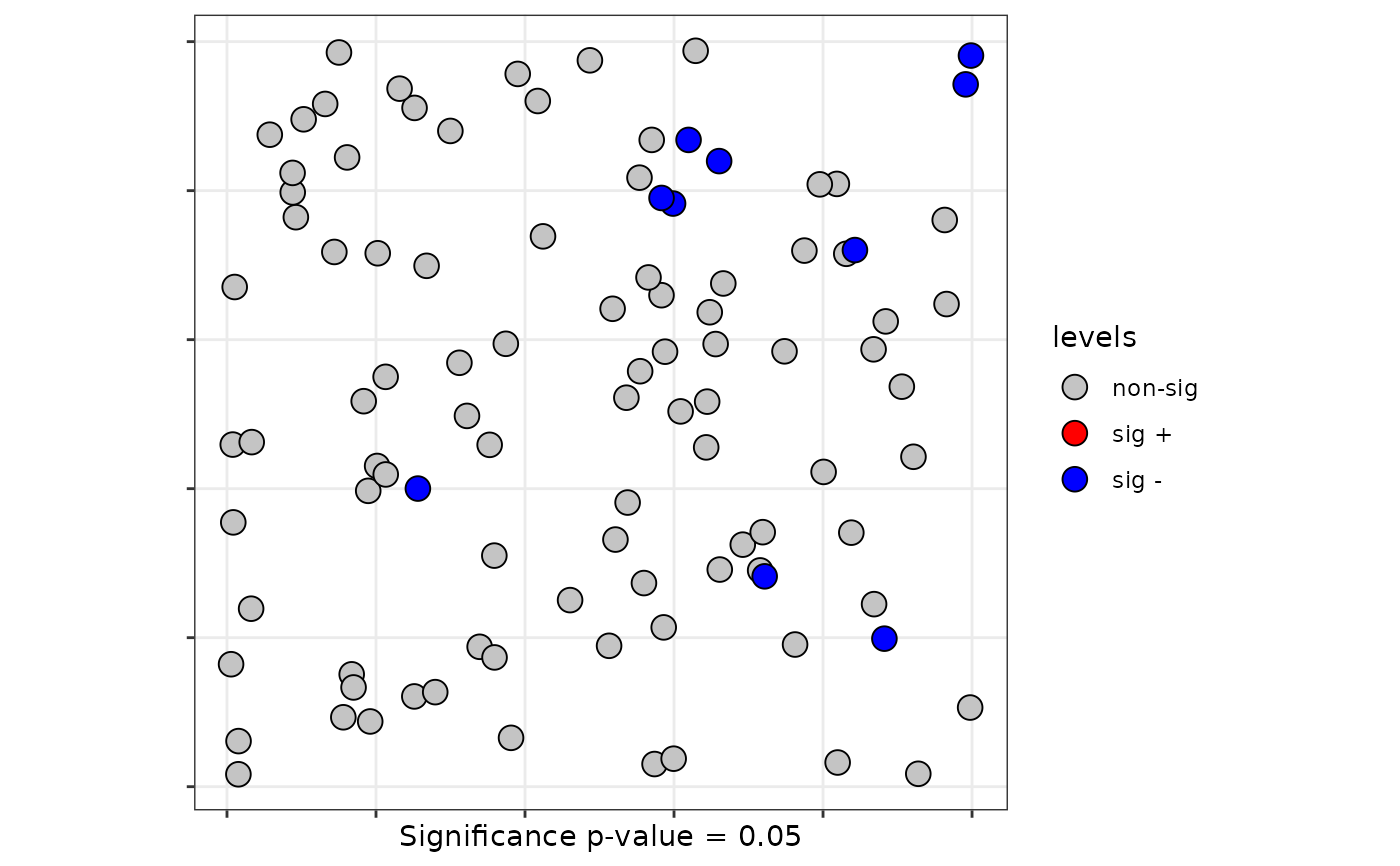 levels
non-sig
sig +
sig -
Significance p-value = 0.05